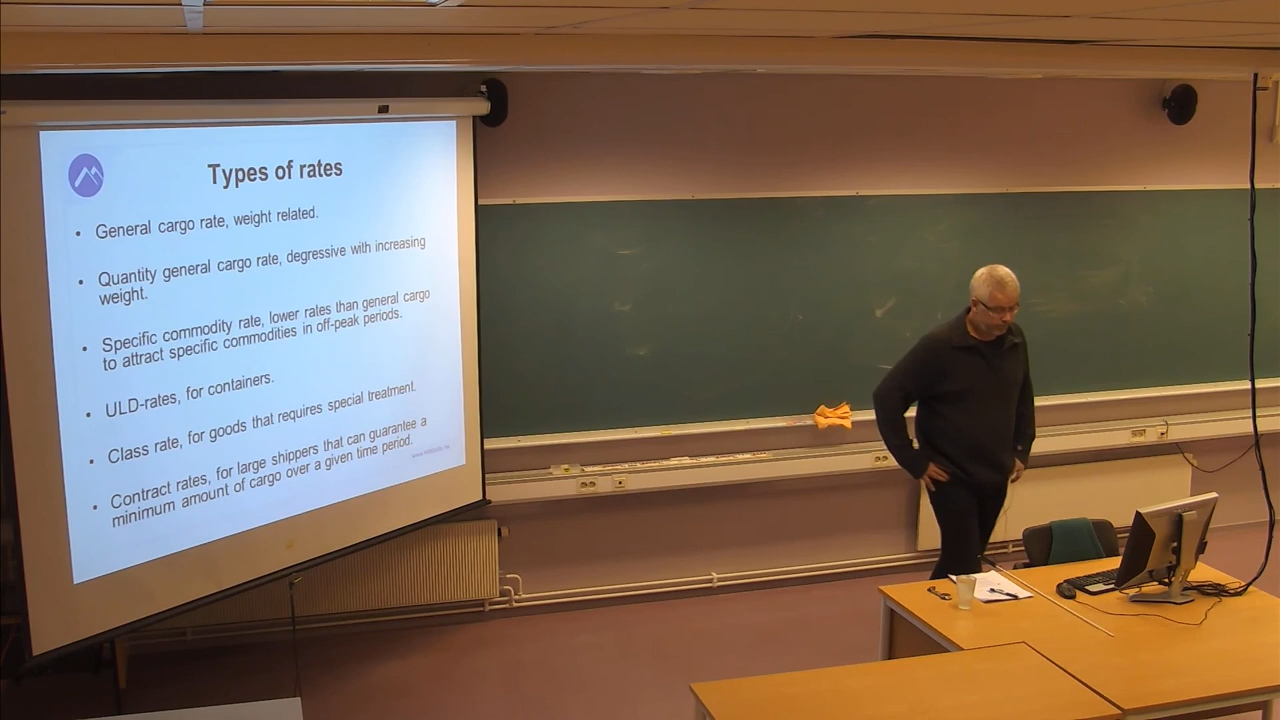 Types of rates
• General cargo rate, weight related.
• Quantity general cargo rate, degressive with increasing
weight.
• Specific commodity rate, lower rates than general cargo
to attract specific commodities in off-peak periods.
• ULD-rates, for containers.
• Class rate, for goods that requires special treatment.
• Contract rates, for large shippers that can guarantee a
minimum amount of cargo over a given time period.